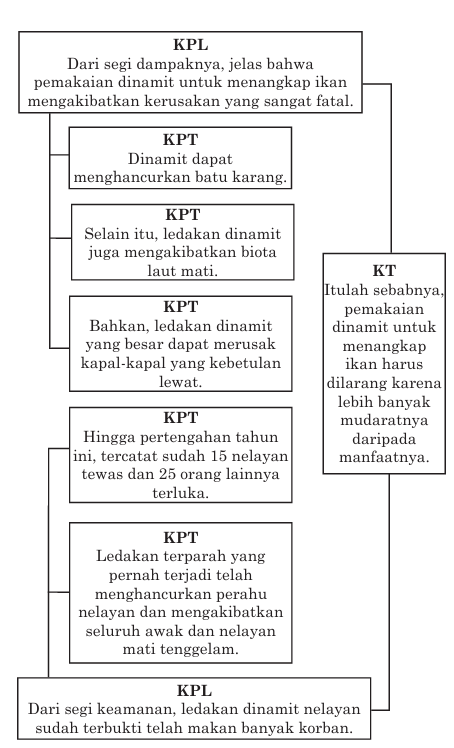 KPL
Dari segi dampaknya, jelas bahwa
pemakaian dinamit untuk menangkap ikan
mengakibatkan kerusakan yang sangat fatal.
KPT
Dinamit dapat
menghancurkan batu karang.
KPT
Selain itu, ledakan dinamit
juga mengakibatkan biota
laut mati.
KPT
Bahkan, ledakan dinamit
yang besar dapat merusak
kapal-kapal yang kebetulan
lewat.
KT
Itulah sebabnya,
pemakaian
dinamit untuk
menangkap
ikan harus
dilarang karena
lebih banyak
mudaratnya
daripada
manfaatnya.
KPT
Hingga pertengahan tahun
ini, tercatat sudah 15 nelayan
tewas dan 25 orang lainnya
terluka.
KPT
Ledakan terparah yang
pernah terjadi telah
menghancurkan perahu
nelayan dan mengakibatkan
seluruh awak dan nelayan
mati tenggelam.
KPL
Dari segi keamanan, ledakan dinamit nelayan
sudah terbukti telah makan banyak korban.